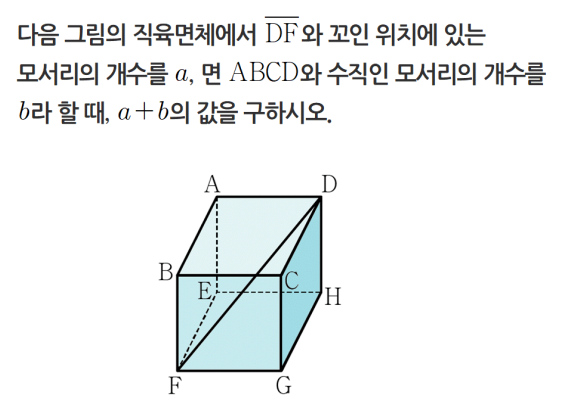 다음 그림의 직육면체에서 DF와 꼬인 위치에 있는
모서리의 개수를 a, 면 ABCD와 수직인 모서리의 개수를
b라 할 때, a+b의 값을 구하시오.
A D
B C
E H
F G